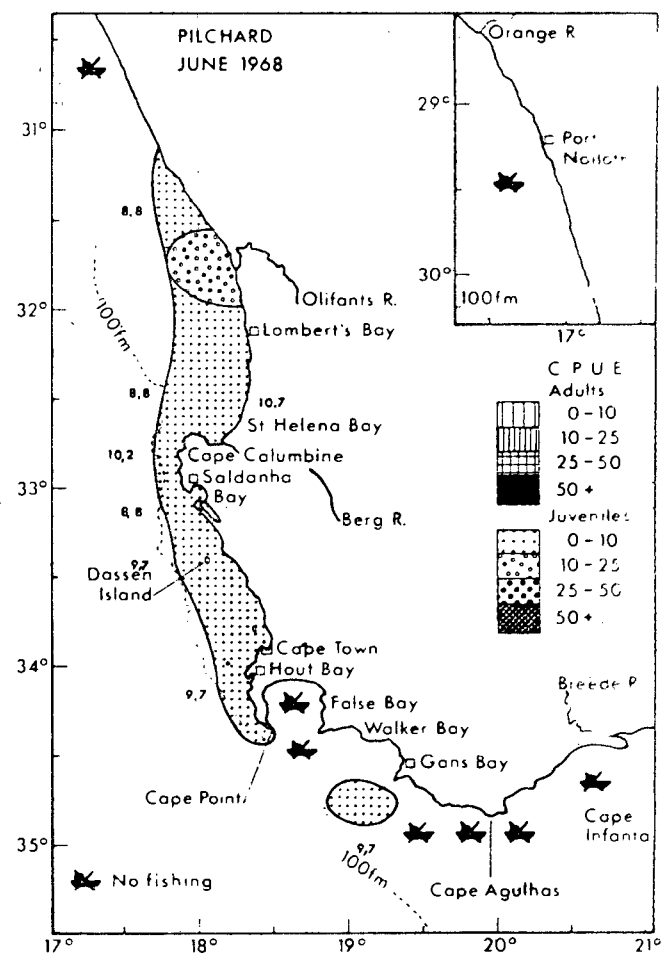 PILCHARD
JUNE 1968
31°
32°
33°
34°
35°
17°
18°
19°
20°
21°
Orange R
29°
Port
30°
100fm
17°
8,8
100fm
Olifants R.
Lombert's Bay
8,8
10,7
St Helena Bay
10,2
Cape Calumbine
Saldanha
Bay
8,8
Berg R.
9,7
Dassen
Island
Cape Town
Hout Bay
9,7
False Bay
Walker Bay
Gans Bay
Breede R
Cape Point
Cape
Infanta
9,7
100fm
Cape Agulhas
No fishing
C P U E
Adults
0-10
10-25
25-50
50+
Juveniles
0-10
10-25
25-50
50+